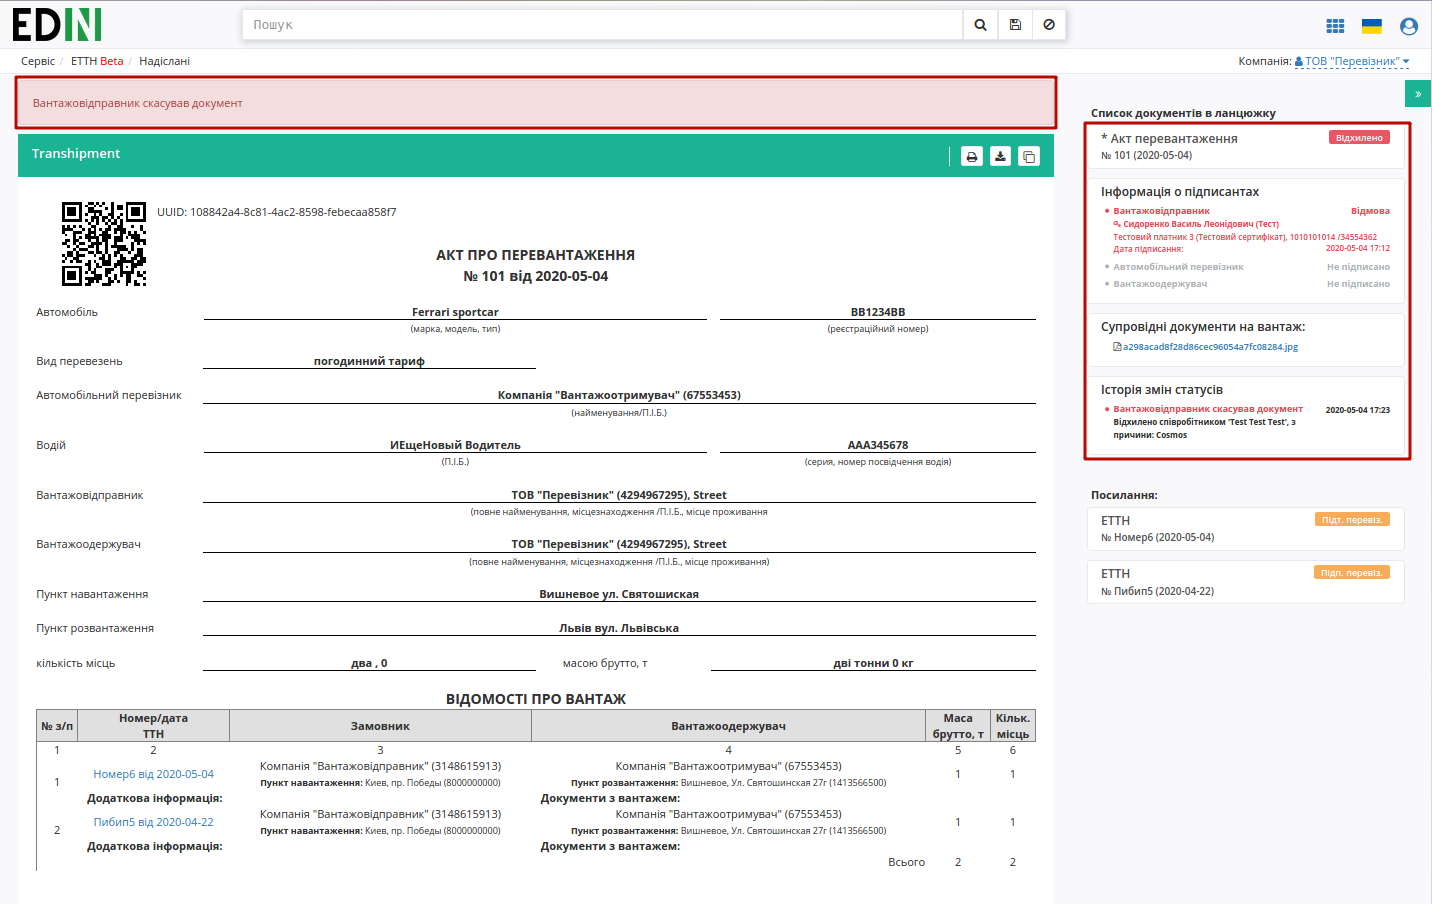 EDIN
Пошук
Сервіс / ЕТТН Beta / Надіслані
Компанія: ТОВ "Перевізник"
Вантажовідправник скасував документ
»
Transhipment
UUID: 108842a4-8c81-4ac2-8598-febecaa858f7
АКТ ПРО ПЕРЕВАНТАЖЕННЯ
№ 101 від 2020-05-04
Автомобіль Ferrari sportcar BB1234BB
(марка, модель, тип) (реєстраційний номер)
Вид перевезень погодинний тариф
Автомобільний перевізник Компанія "Вантажоотримувач" (67553453)
(найменування/П.І.Б.)
Водій ИЕщеНовый Водитель ААА345678
(П.І.Б.) (серия, номер посвідчення водія)
Вантажовідправник ТОВ "Перевізник" (4294967295), Street
(повне найменування, місцезнаходження /П.І.Б., місце проживання
Вантажоодержувач ТОВ "Перевізник" (4294967295), Street
(повне найменування, місцезнаходження /П.І.Б., місце проживання)
Пункт навантаження Вишневое ул. Святошиская
Пункт розвантаження Львів вул. Львівська
кількість місць два , 0 масою брутто, т дві тонни 0 кг
ВІДОМОСТІ ПРО ВАНТАЖ
№ з/п Номер/дата ТТН Замовник Вантажоодержувач Маса брутто, т Кільк. місць
1 2 3 4 5 6
1 Номер6 від 2020-05-04 Компанія "Вантажовідправник" (3148615913) Компанія "Вантажоотримувач" (67553453) 1 1
Пункт навантаження: Киев, пр. Победы (8000000000) Пункт розвантаження: Вишневое, Ул. Святошинская 27г (1413566500)
Додаткова інформація: Документи з вантажем:
2 Пибип5 від 2020-04-22 Компанія "Вантажовідправник" (3148615913) Компанія "Вантажоотримувач" (67553453) 1 1
Пункт навантаження: Киев, пр. Победы (8000000000) Пункт розвантаження: Вишневое, Ул. Святошинская 27г (1413566500)
Додаткова інформація: Документи з вантажем:
Всього 2 2
Список документів в ланцюжку
* Акт перевантаження Відхилено
№ 101 (2020-05-04)
Інформація о підписантах
Вантажовідправник Відмова
Сидоренко Василь Леонідович (Тест)
Тестовий платник 3 (Тестовий сертифікат), 1010101014 /34554362
Дата підписання: 2020-05-04 17:12
Автомобільний перевізник Не підписано
Вантажоодержувач Не підписано
Супровідні документи на вантаж:
a298acad8f28d86cec96054a7fc08284.jpg
Історія змін статусів
Вантажовідправник скасував документ 2020-05-04 17:23
Відхилено співробітником 'Test Test Test', з
причини: Cosmos
Посилання:
ЕТТН Підт. перевіз.
№ Номер6 (2020-05-04)
ЕТТН Підп. перевіз.
№ Пибип5 (2020-04-22)